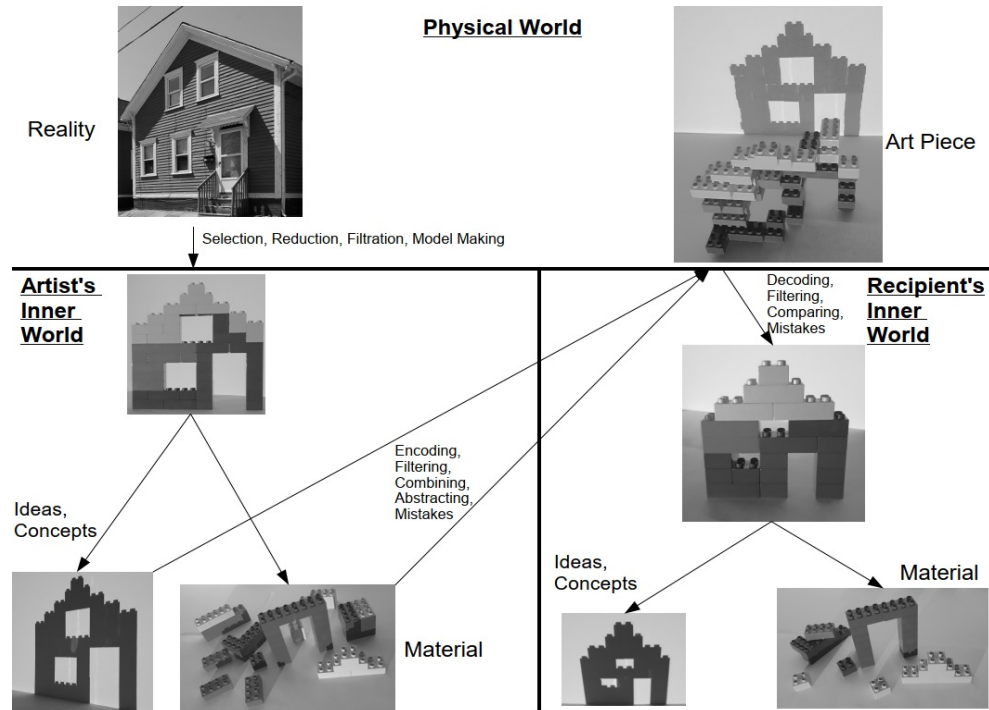 Physical World
Reality
Art Piece
Selection, Reduction, Filtration, Model Making
Artist's
Inner
World
Decoding,
Filtering,
Comparing,
Mistakes
Recipient's
Inner
World
Encoding,
Filtering,
Combining,
Abstracting,
Mistakes
Ideas,
Concepts
Material
Ideas,
Concepts
Material